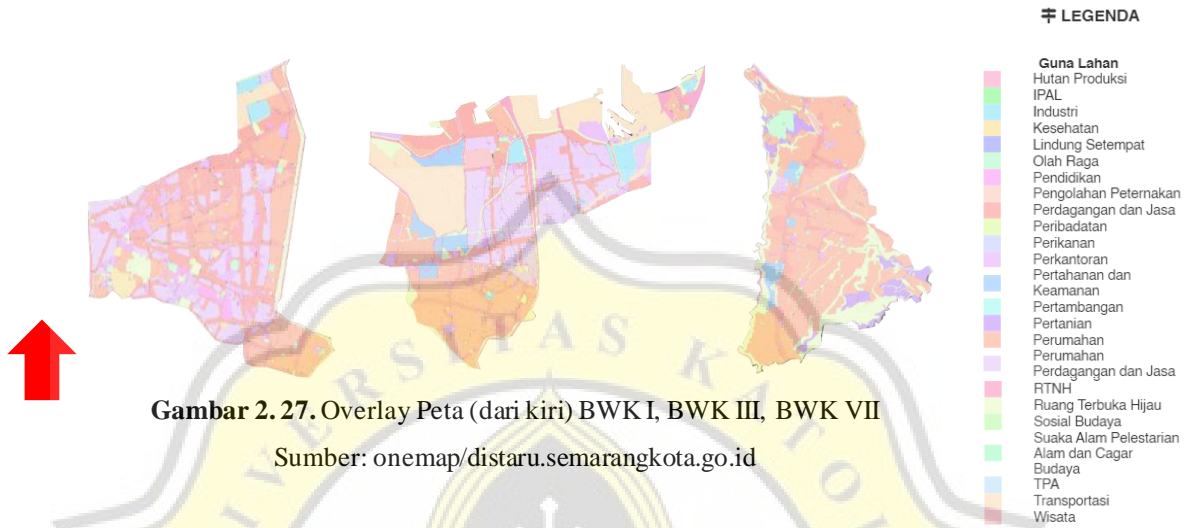 LEGENDA
Guna Lahan
Hutan Produksi
IPAL
Industri
Kesehatan
Lindung Setempat
Olah Raga
Pendidikan
Pengolahan Peternakan
Perdagangan dan Jasa
Peribadatan
Perikanan
Perkantoran
Pertahanan dan
Keamanan
Pertambangan
Pertanian
Perumahan
Perumahan
Perdagangan dan Jasa
RTNH
Ruang Terbuka Hijau
Sosial Budaya
Suaka Alam Pelestarian
Alam dan Cagar
Budaya
TPA
Transportasi
Wisata
Gambar 2. 27. Overlay Peta (dari kiri) BWK I, BWK III, BWK VII
Sumber: onemap/distaru.semarangkota.go.id
VERSITAS KATO